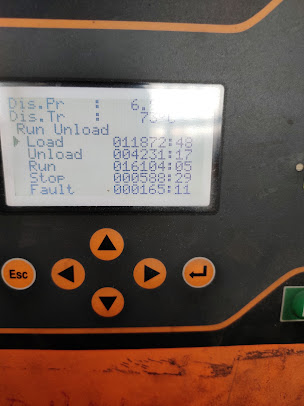 Dis.Pr : 6.
Dis.Tr :
Run Unload
Load 011872:48
Unload 004231:17
Run 016104:05
Stop 000588:29
Fault 000165:11
Esc